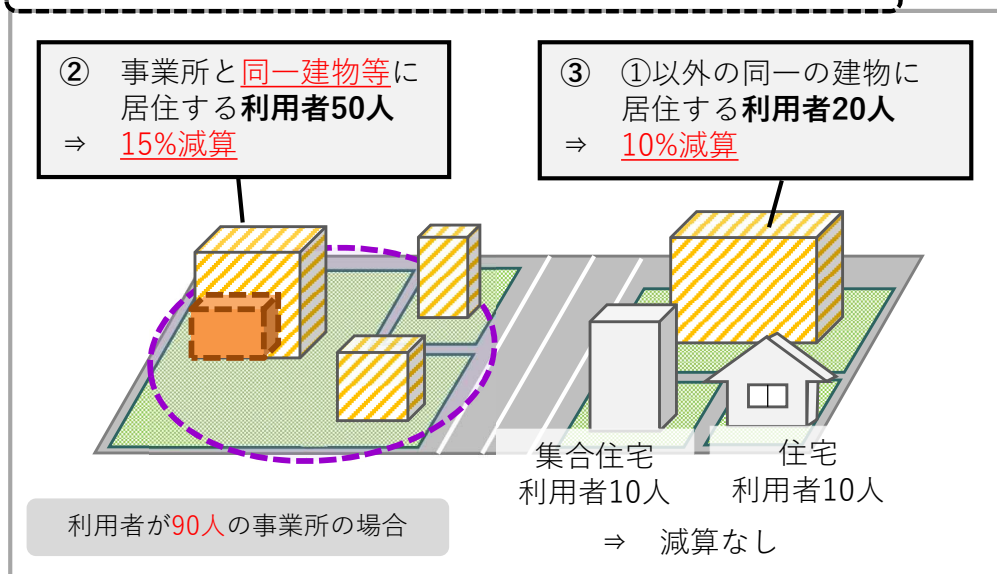 ② 事業所と同一建物等に
居住する利用者50人
⇒ 15%減算
③ ①以外の同一の建物に
居住する利用者20人
⇒ 10%減算
集合住宅
利用者10人
住宅
利用者10人
⇒ 減算なし
利用者が90人の事業所の場合